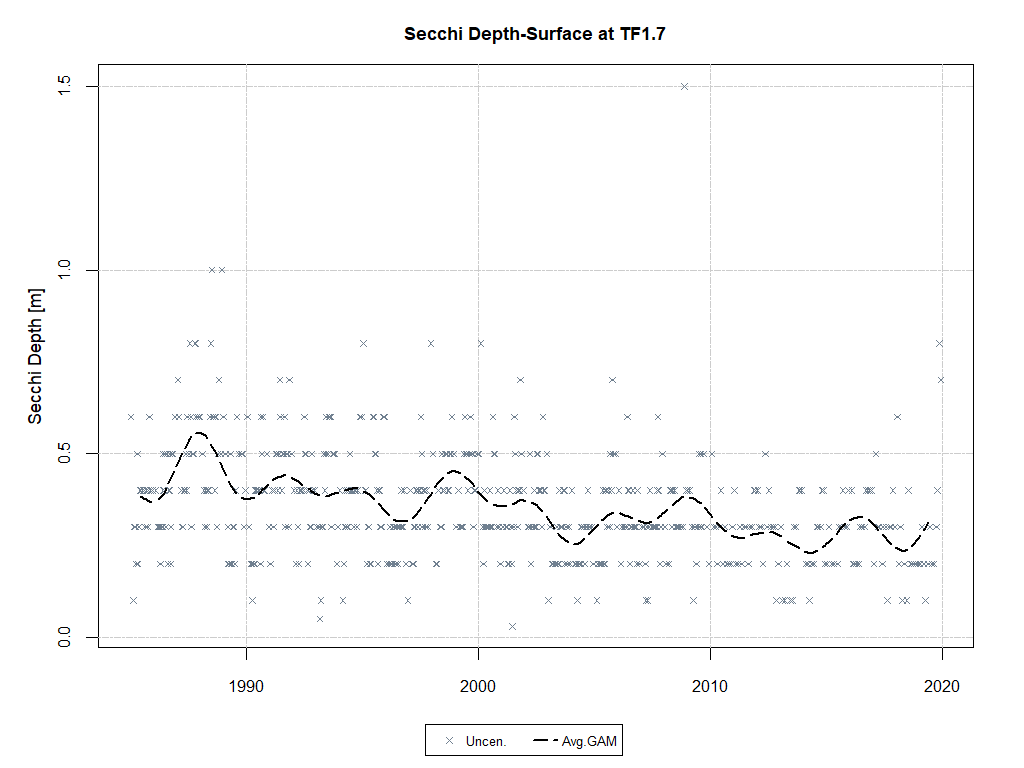 Secchi Depth-Surface at TF1.7
Secchi Depth [m]
1.5
1.0
0.5
0.0
1990 2000 2010 2020
Uncen. Avg.GAM